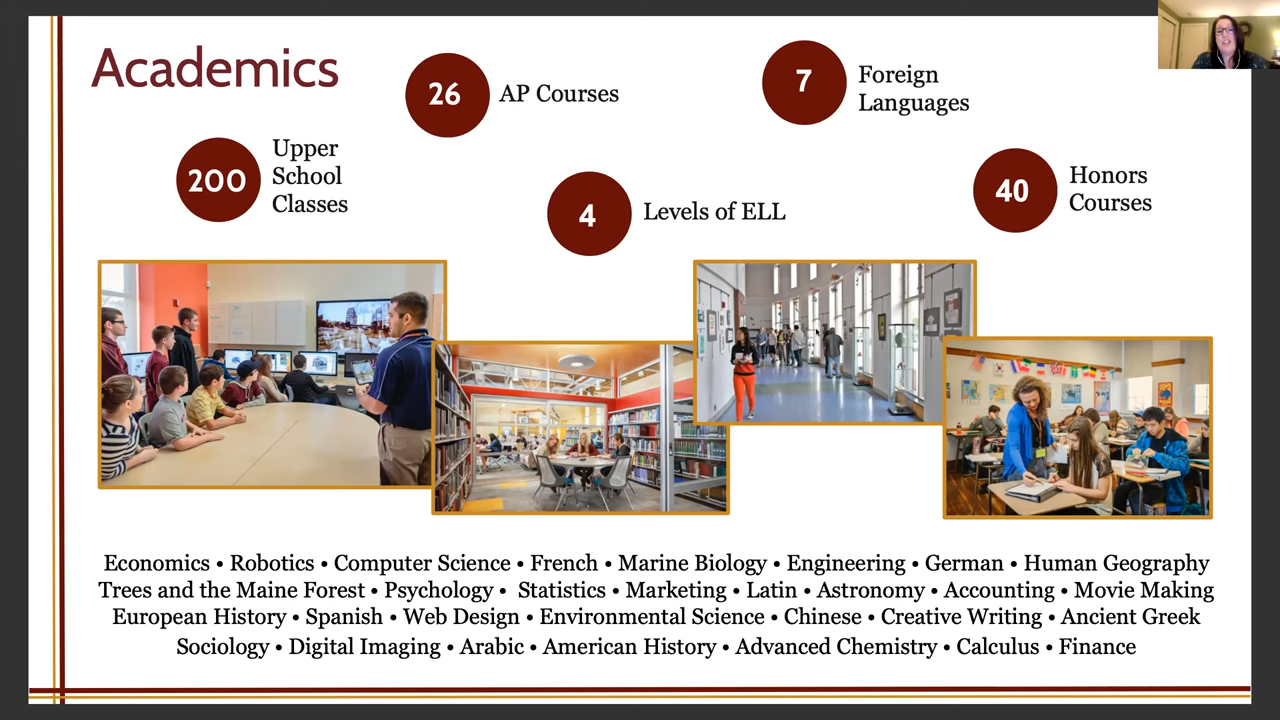 Academics
26
AP Courses
7
Foreign
Languages
200
Upper
School
Classes
4
Levels of ELL
40
Honors
Courses
Economics • Robotics • Computer Science • French • Marine Biology • Engineering • German • Human Geography
Trees and the Maine Forest • Psychology • Statistics • Marketing • Latin • Astronomy • Accounting • Movie Making
European History • Spanish • Web Design • Environmental Science • Chinese • Creative Writing • Ancient Greek
Sociology • Digital Imaging • Arabic • American History • Advanced Chemistry • Calculus • Finance